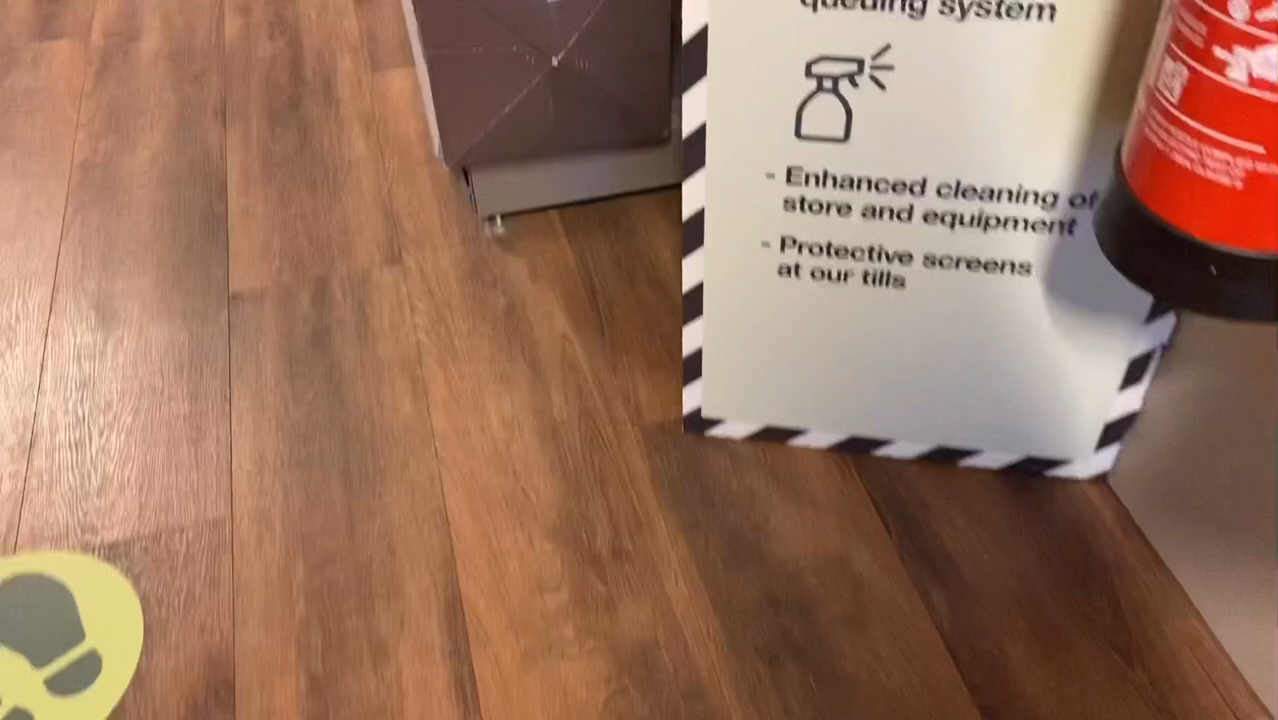 queuing system
- Enhanced cleaning of
store and equipment
- Protective screens
at our tills